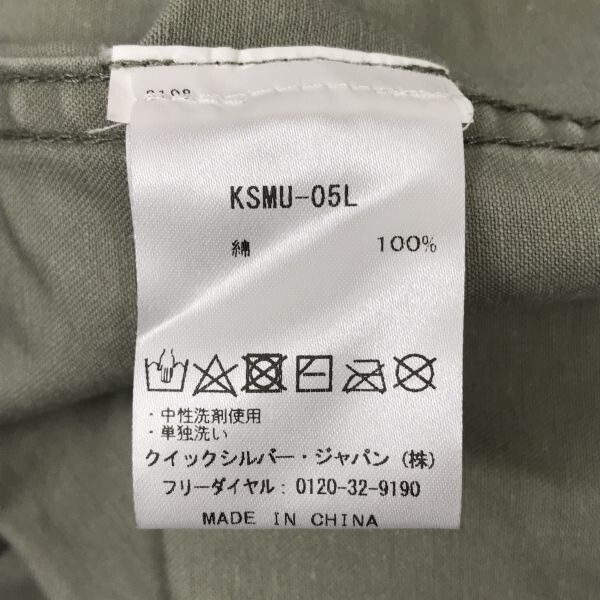 KSMU-05L
綿 100%
・中性洗剤使用
・単独洗い
クイックシルバー・ジャパン(株)
フリーダイヤル:0120-32-9190
MADE IN CHINA